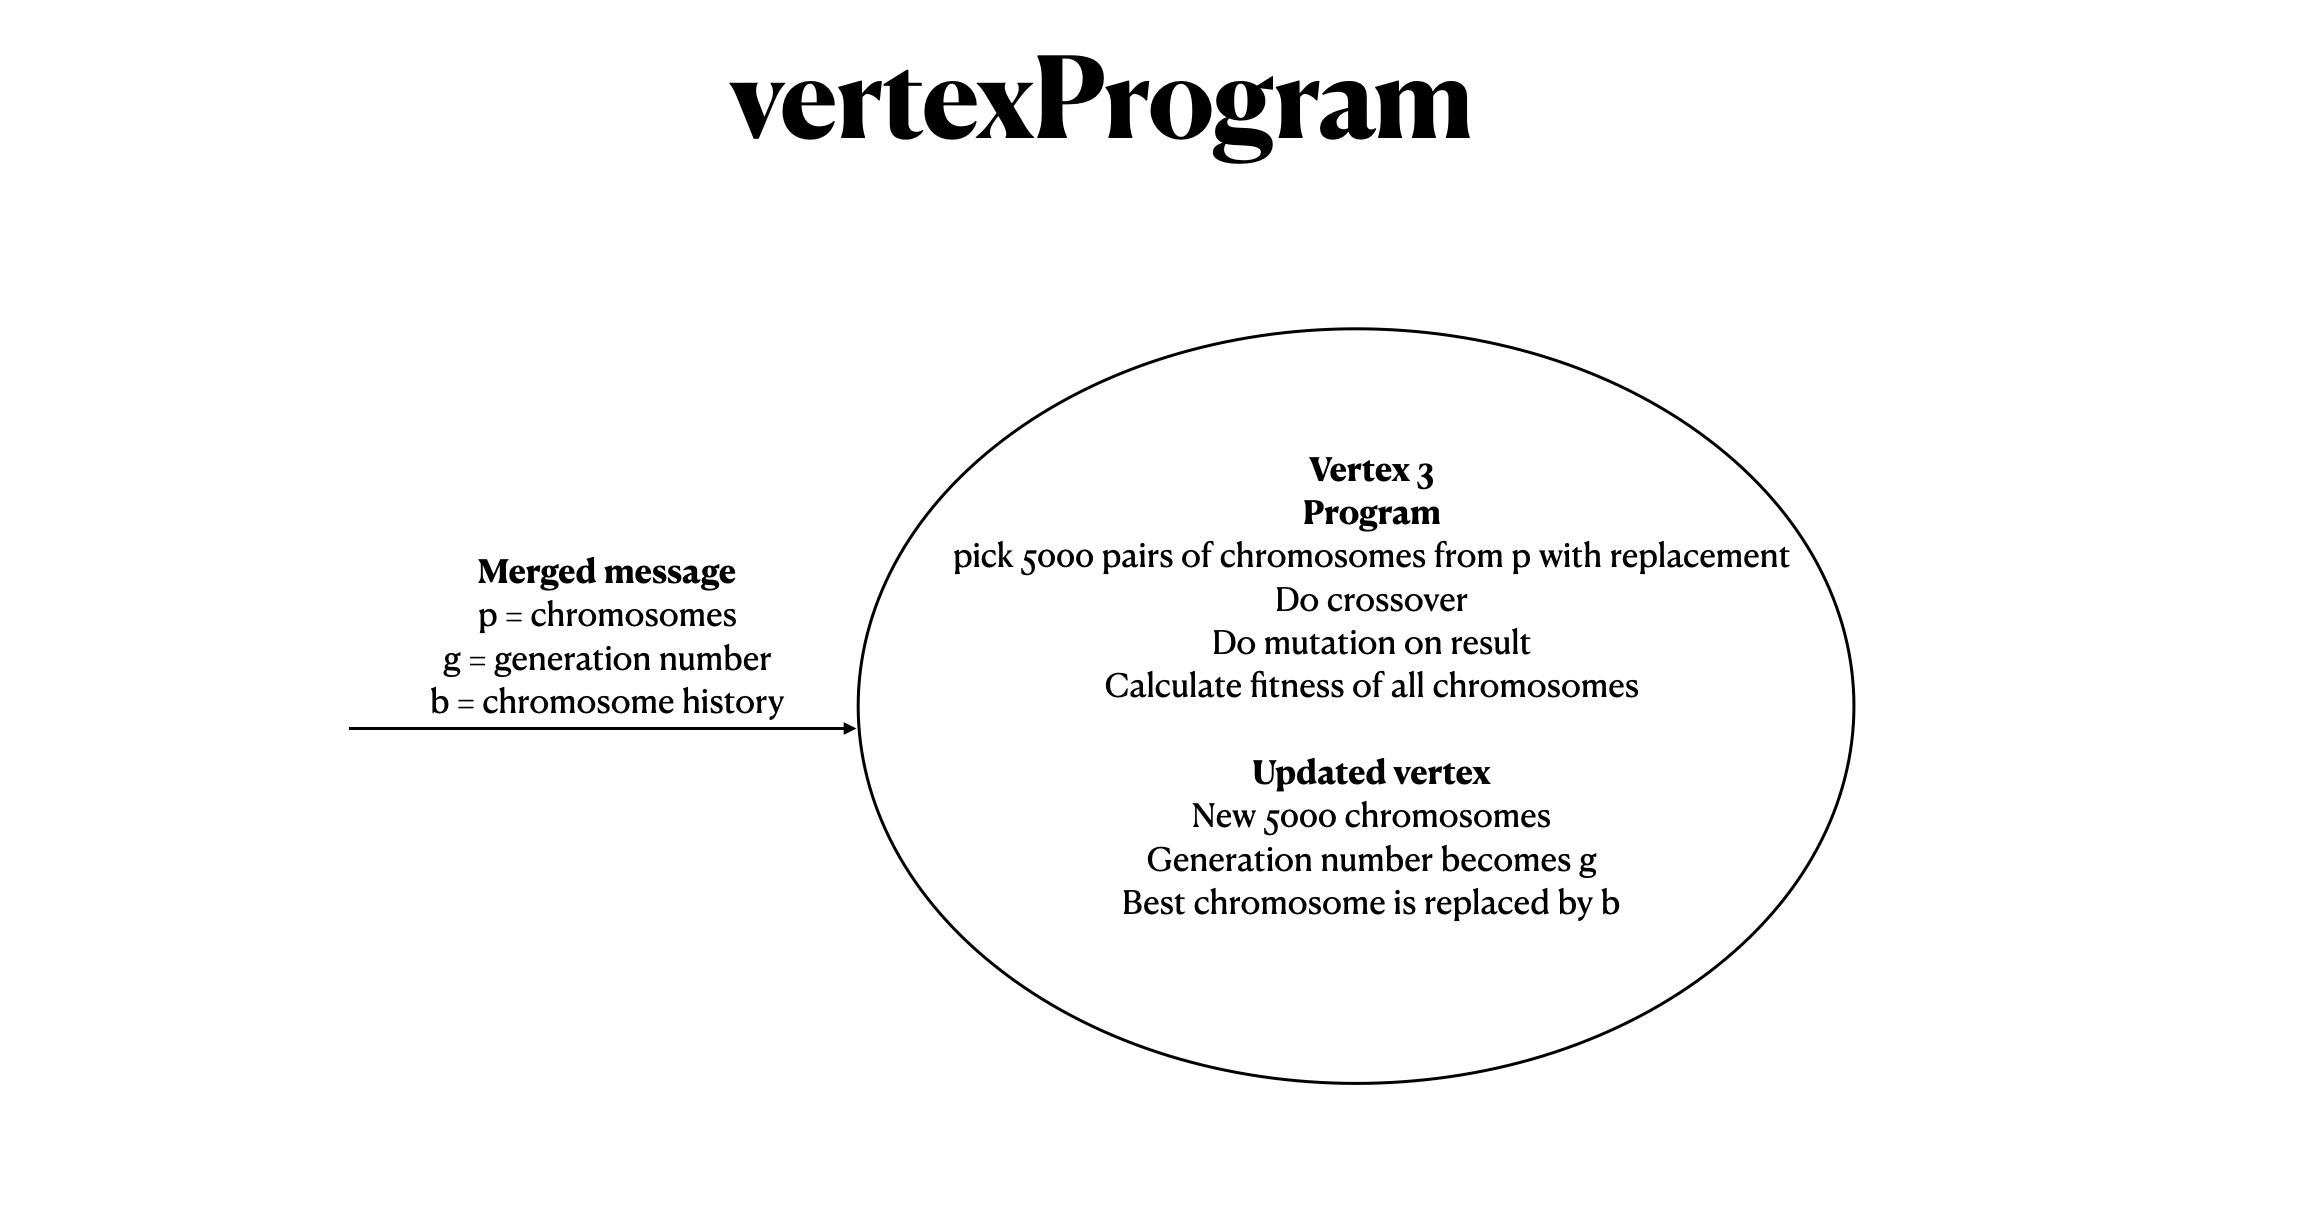 vertexProgram
Merged message
p = chromosomes
g = generation number
b = chromosome history
Vertex 3
Program
pick 5000 pairs of chromosomes from p with replacement
Do crossover
Do mutation on result
Calculate fitness of all chromosomes
Updated vertex
New 5000 chromosomes
Generation number becomes g
Best chromosome is replaced by b